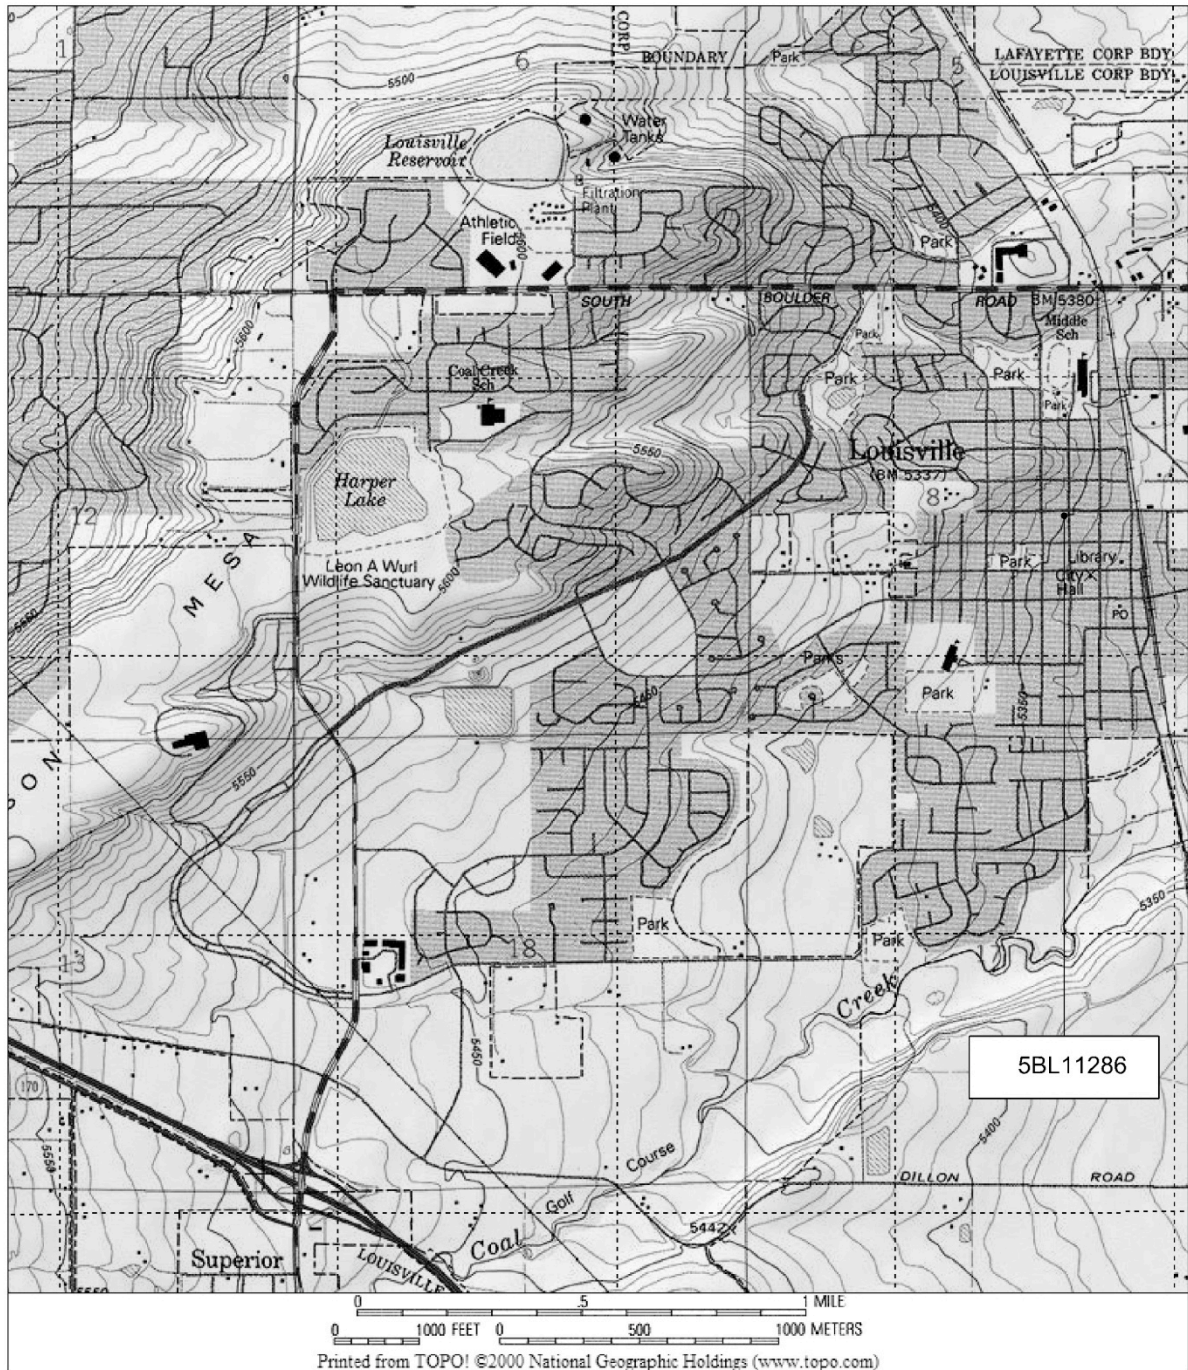 1
6
5
CORP
BOUNDARY
Park
LAFAYETTE CORP BDY
LOUISVILLE CORP BDY
5500
Louisville
Reservoir
Water
Tanks
Filtration
Plant
Athletic
Field
5600
5400
Park
SOUTH BOULDER ROAD
BM 5380
Middle
Sch
5600
Park
Coal Creek
Sch
Park
Park
Park
Louisville
(BM 5337)
5550
8
Harper
Lake
12
MESA
Leon A Wurl
Wildlife Sanctuary
5600
Park
Library
City
Hall
PO
5550
Parks
Park
5450
5350
5550
ON
Park
Park
5350
13
18
Creek
5450
5BL11286
170
5550
5400
Course
Golf
Coal
DILLON ROAD
5442
Superior
LOUISVILLE
5550
0 .5 1 MILE
0 1000 FEET 0 500 1000 METERS
Printed from TOPO! ©2000 National Geographic Holdings (www.topo.com)